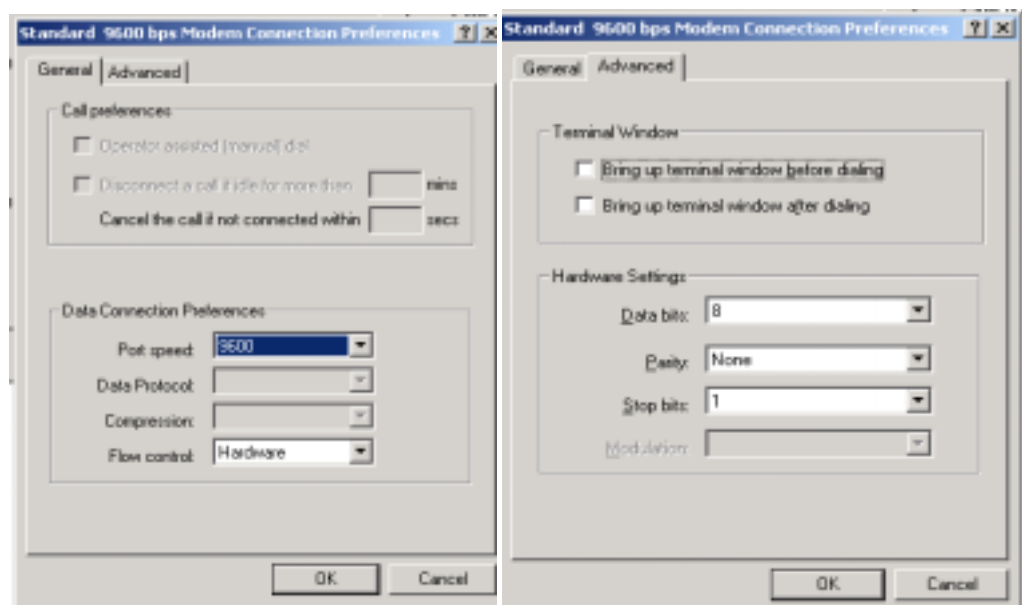 Standard 9600 bps Modem Connection Preferences
General
Advanced
Call preferences
Operator assisted (manual) dial
Disconnect a call if idle for more than
mins
Cancel the call if not connected within
secs
Data Connection Preferences
Port speed:
9600
Data Protocol:
Compression:
Flow control:
Hardware
OK
Cancel
Standard 9600 bps Modem Connection Preferences
General
Advanced
Terminal Window
Bring up terminal window before dialing
Bring up terminal window after dialing
Hardware Settings
Data bits:
8
Parity:
None
Stop bits:
1
Modulation:
OK
Cancel